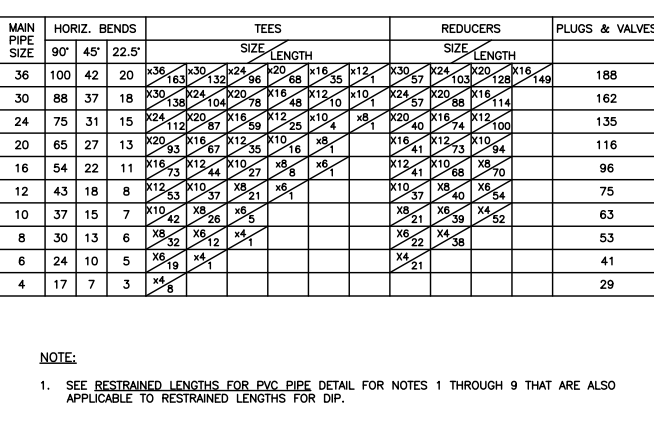 MAIN PIPE SIZE HORIZ. BENDS TEES REDUCERS PLUGS & VALVES
90° 45° 22.5° SIZE LENGTH SIZE LENGTH
36 100 42 20 x36 163 x30 132 x24 96 x20 68 x16 35 x12 1 X30 57 X24 103 X20 128 X16 149 188
30 88 37 18 X30 138 X24 104 X20 78 X16 48 X12 10 x10 1 X24 57 X20 88 X16 114 162
24 75 31 15 X24 112 X20 87 X16 59 X12 25 x10 4 x8 1 X20 40 X16 74 X12 100 135
20 65 27 13 X20 93 X16 67 X12 35 X10 16 x8 1 X16 41 X12 73 X10 94 116
16 54 22 11 X16 73 X12 44 X10 27 x8 8 x6 1 X12 41 X10 68 X8 70 96
12 43 18 8 X12 53 X10 37 X8 21 x6 1 X10 37 X8 40 X6 54 75
10 37 15 7 X10 42 X8 26 x6 5 X8 21 X6 39 X4 52 63
8 30 13 6 X8 32 X6 12 x4 1 X6 22 X4 38 53
6 24 10 5 X6 19 x4 1 X4 21 41
4 17 7 3 x4 8 29
NOTE:
1. SEE RESTRAINED LENGTHS FOR PVC PIPE DETAIL FOR NOTES 1 THROUGH 9 THAT ARE ALSO
APPLICABLE TO RESTRAINED LENGTHS FOR DIP.